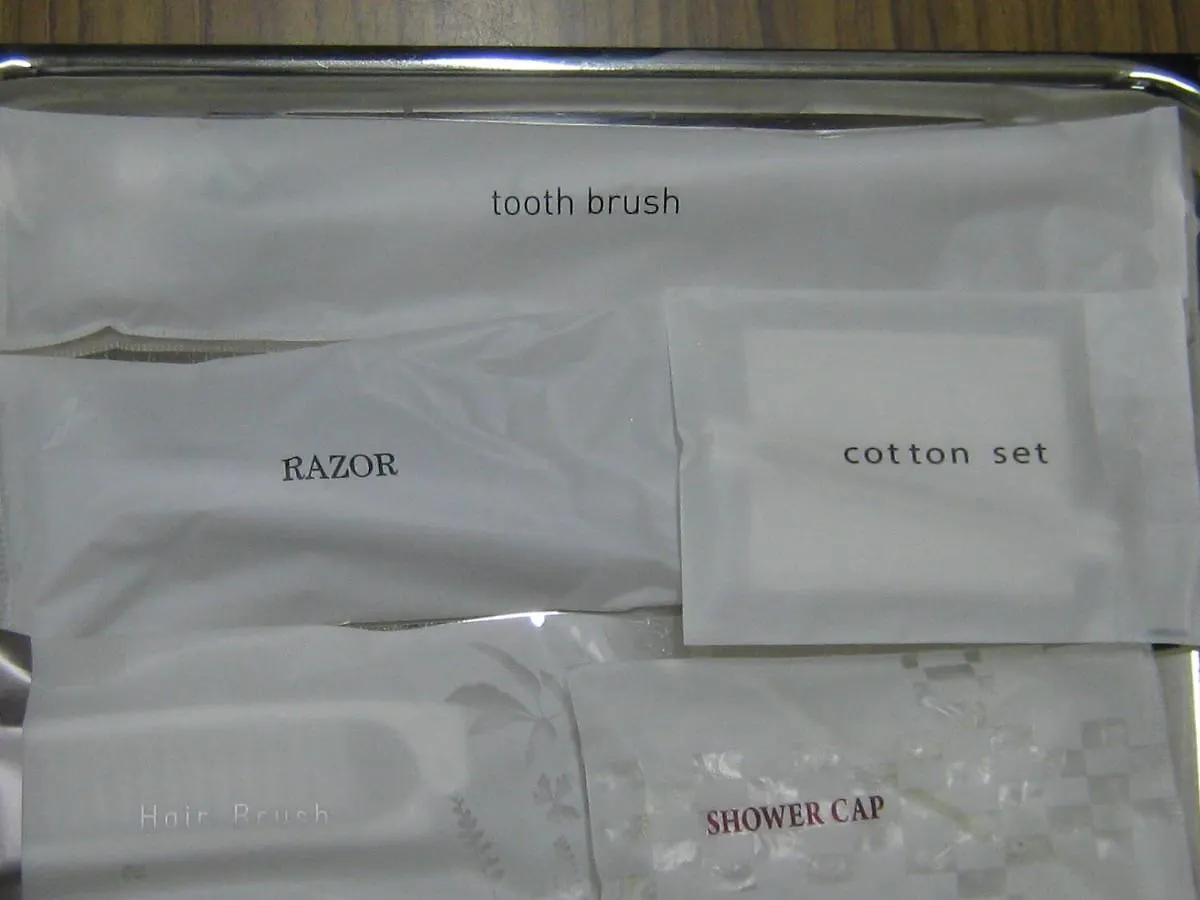 tooth brush
RAZOR
cotton set
Hair Brush
SHOWER CAP